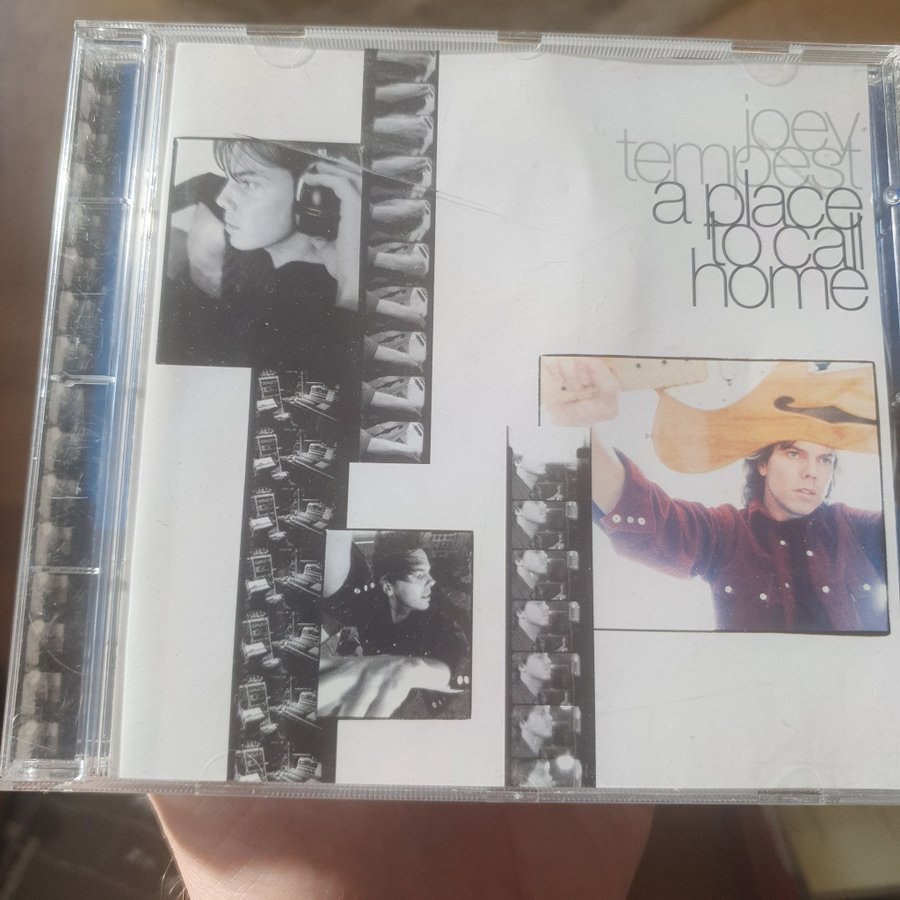 joey
tempest
a place
to call
home